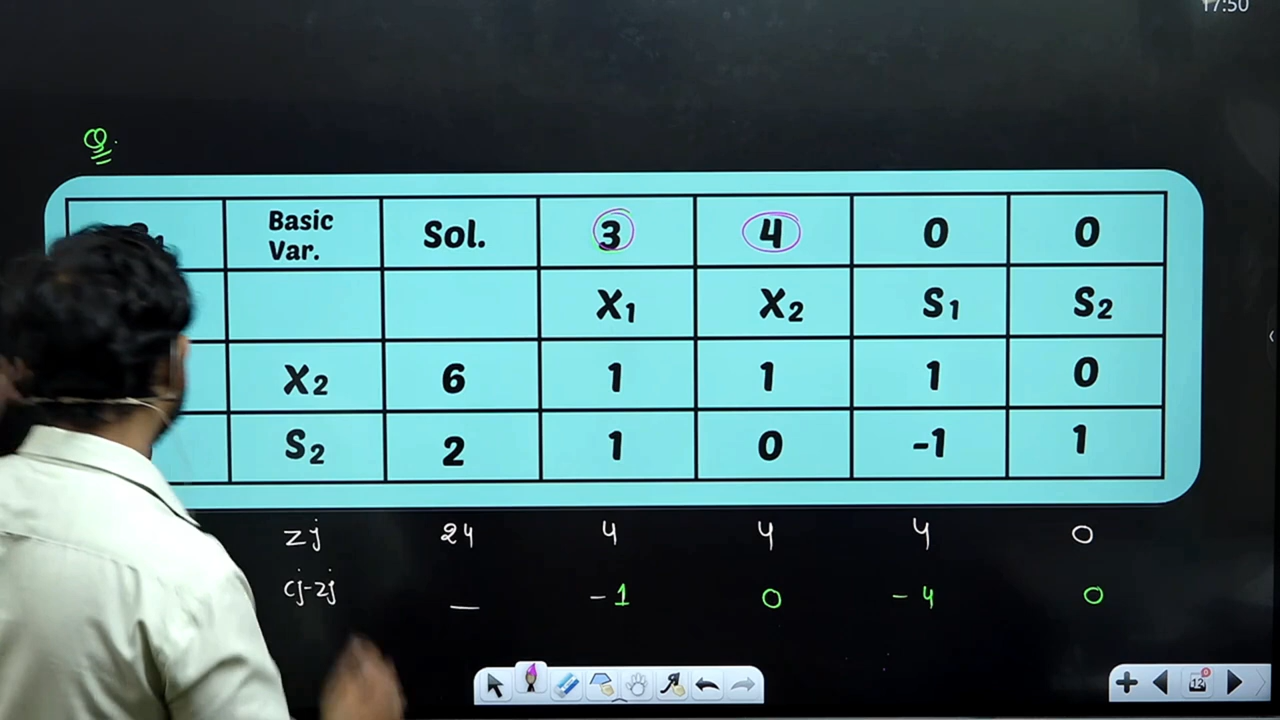 17:50
Q.
Basic Var. Sol. 3 4 0 0
X1 X2 S1 S2
X2 6 1 1 1 0
S2 2 1 0 -1 1
zj 24 4 4 4 0
cj-zj — -1 0 -4 0
12